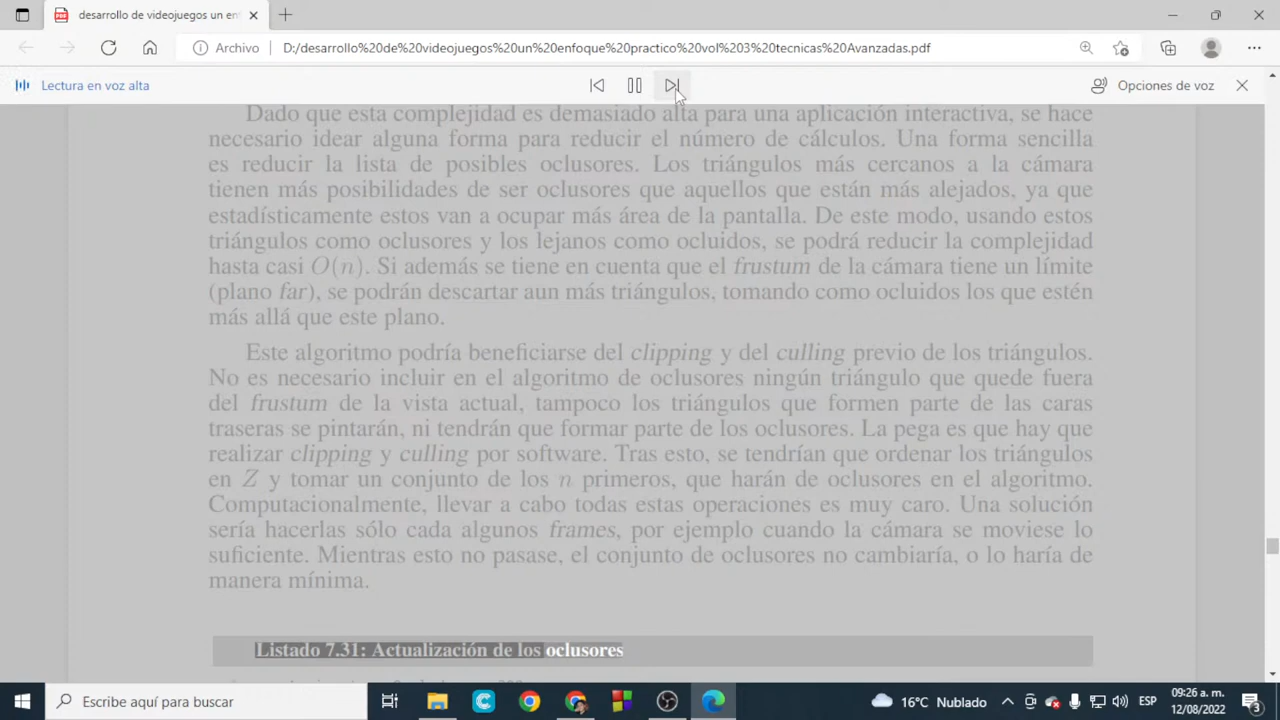 desarrollo de videojuegos un en
Archivo
D:/desarrollo%20de%20videojuegos%20un%20enfoque%20practico%20vol%203%20tecnicas%20Avanzadas.pdf
Lectura en voz alta
Opciones de voz
Dado que esta complejidad es demasiado alta para una aplicación interactiva, se hace
necesario idear alguna forma para reducir el número de cálculos. Una forma sencilla
es reducir la lista de posibles oclusores. Los triángulos más cercanos a la cámara
tienen más posibilidades de ser oclusores que aquellos que están más alejados, ya que
estadísticamente estos van a ocupar más área de la pantalla. De este modo, usando estos
triángulos como oclusores y los lejanos como ocluidos, se podrá reducir la complejidad
hasta casi O(n). Si además se tiene en cuenta que el frustum de la cámara tiene un límite
(plano far), se podrán descartar aun más triángulos, tomando como ocluidos los que estén
más allá que este plano.
Este algoritmo podría beneficiarse del clipping y del culling previo de los triángulos.
No es necesario incluir en el algoritmo de oclusores ningún triángulo que quede fuera
del frustum de la vista actual, tampoco los triángulos que formen parte de las caras
traseras se pintarán, ni tendrán que formar parte de los oclusores. La pega es que hay que
realizar clipping y culling por software. Tras esto, se tendrían que ordenar los triángulos
en Z y tomar un conjunto de los n primeros, que harán de oclusores en el algoritmo.
Computacionalmente, llevar a cabo todas estas operaciones es muy caro. Una solución
sería hacerlas sólo cada algunos frames, por ejemplo cuando la cámara se moviese lo
suficiente. Mientras esto no pasase, el conjunto de oclusores no cambiaría, o lo haría de
manera mínima.
Listado 7.31: Actualización de los oclusores
Escribe aquí para buscar
16°C Nublado
ESP
09:26 a. m.
12/08/2022
3